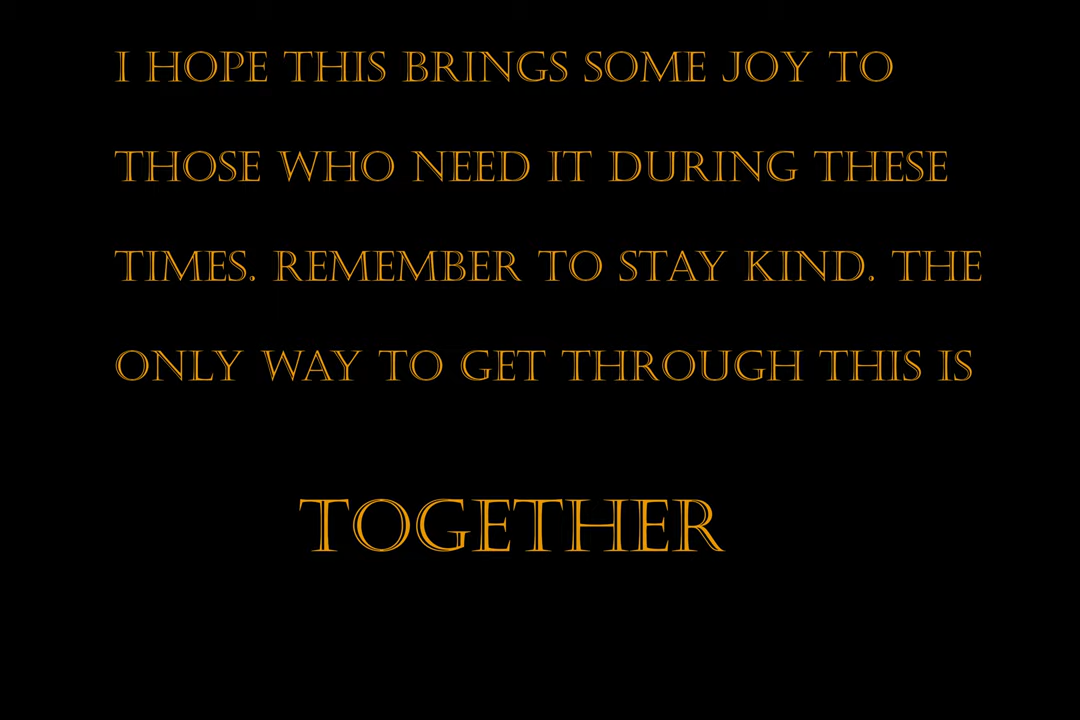 I HOPE THIS BRINGS SOME JOY TO
THOSE WHO NEED IT DURING THESE
TIMES. REMEMBER TO STAY KIND. THE
ONLY WAY TO GET THROUGH THIS IS
TOGETHER